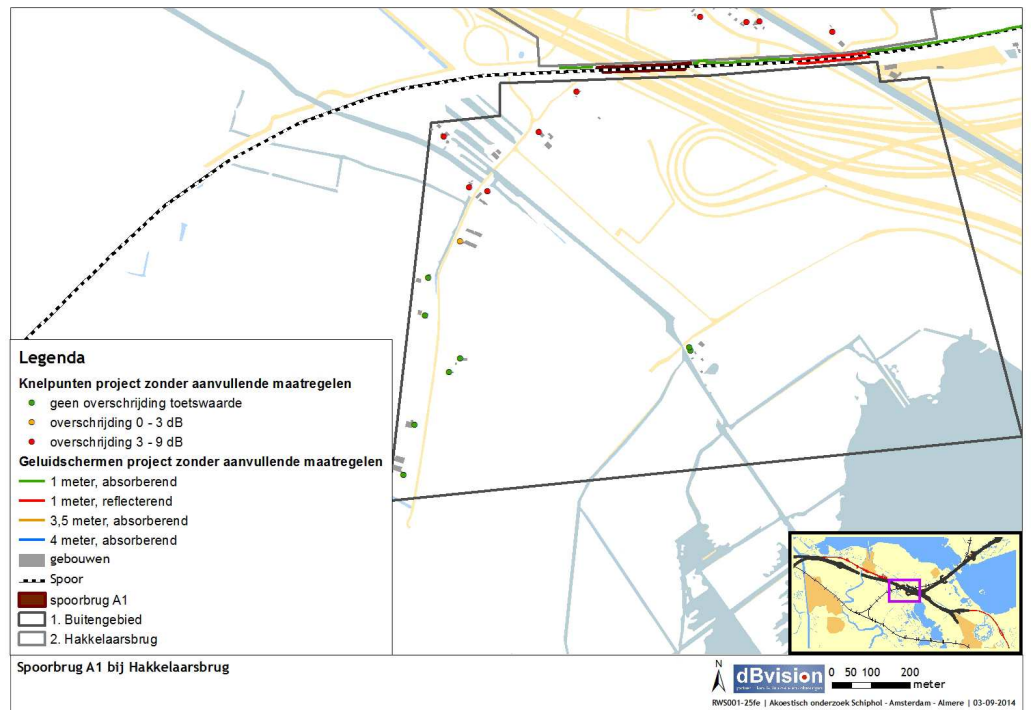 Legenda
Knelpunten project zonder aanvullende maatregelen
geen overschrijding toetswaarde
overschrijding 0 - 3 dB
overschrijding 3 - 9 dB
Geluidschermen project zonder aanvullende maatregelen
1 meter, absorberend
1 meter, reflecterend
3,5 meter, absorberend
4 meter, absorberend
gebouwen
Spoor
spoorbrug A1
1. Buitengebied
2. Hakkelaarsbrug
Spoorbrug A1 bij Hakkelaarsbrug
N
dBvision
0 50 100 200
meter
RWS001-25fe | Akoestisch onderzoek Schiphol - Amsterdam - Almere | 03-09-2014